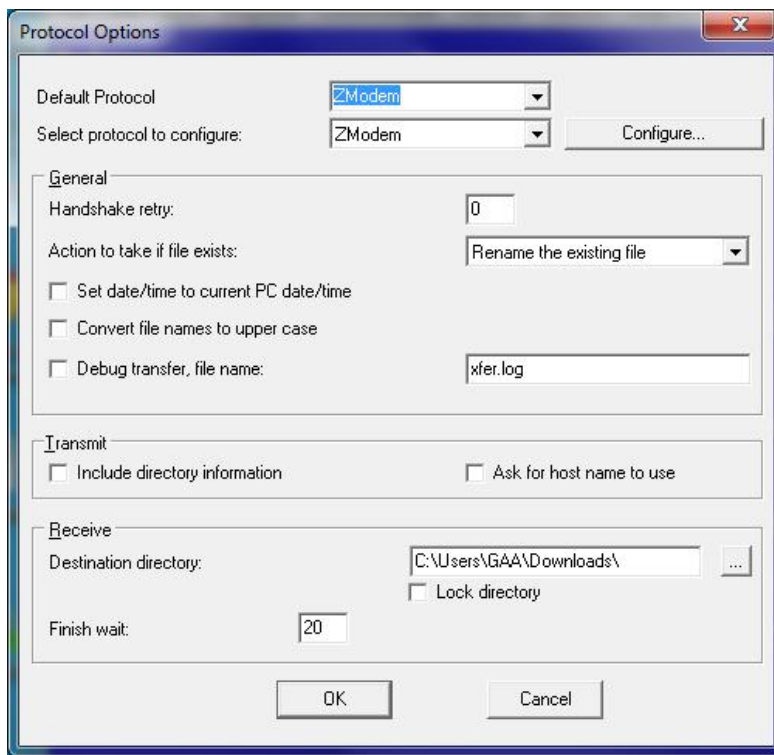 Protocol Options
Default Protocol ZModem
Select protocol to configure: ZModem Configure...
General
Handshake retry: 0
Action to take if file exists: Rename the existing file
Set date/time to current PC date/time
Convert file names to upper case
Debug transfer, file name: xfer.log
Transmit
Include directory information Ask for host name to use
Receive
Destination directory: C:\Users\GAA\Downloads\ ...
Lock directory
Finish wait: 20
OK Cancel